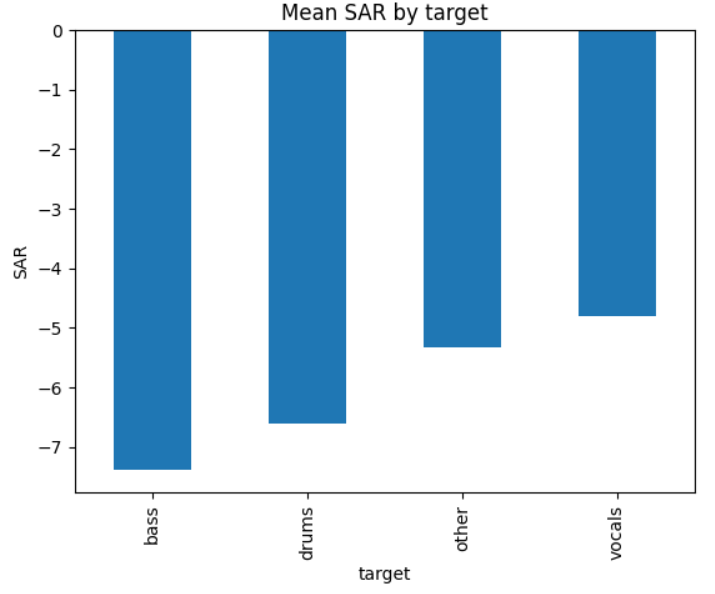 Mean SAR by target
0
−1
−2
−3
−4
−5
−6
−7
SAR
bass
drums
other
vocals
target